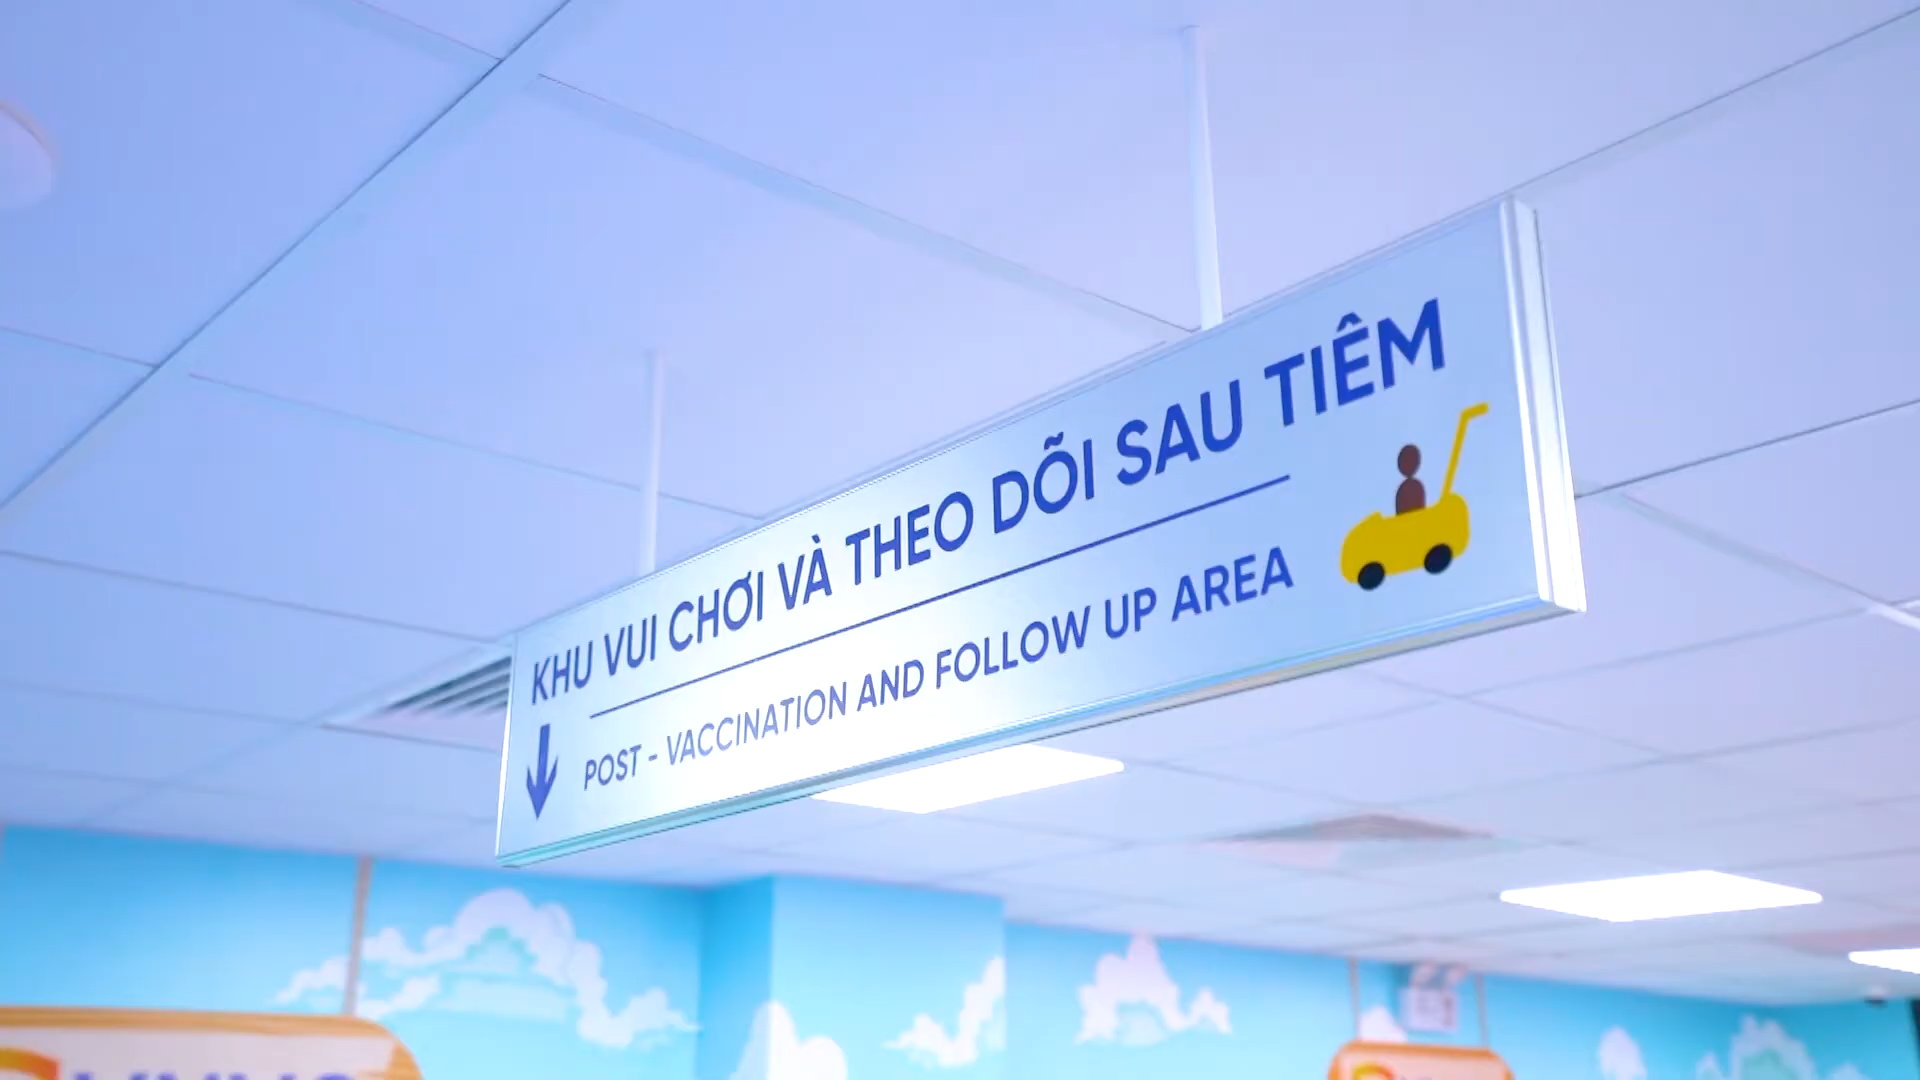 KHU VUI CHƠI VÀ THEO DÕI SAU TIÊM
POST - VACCINATION AND FOLLOW UP AREA